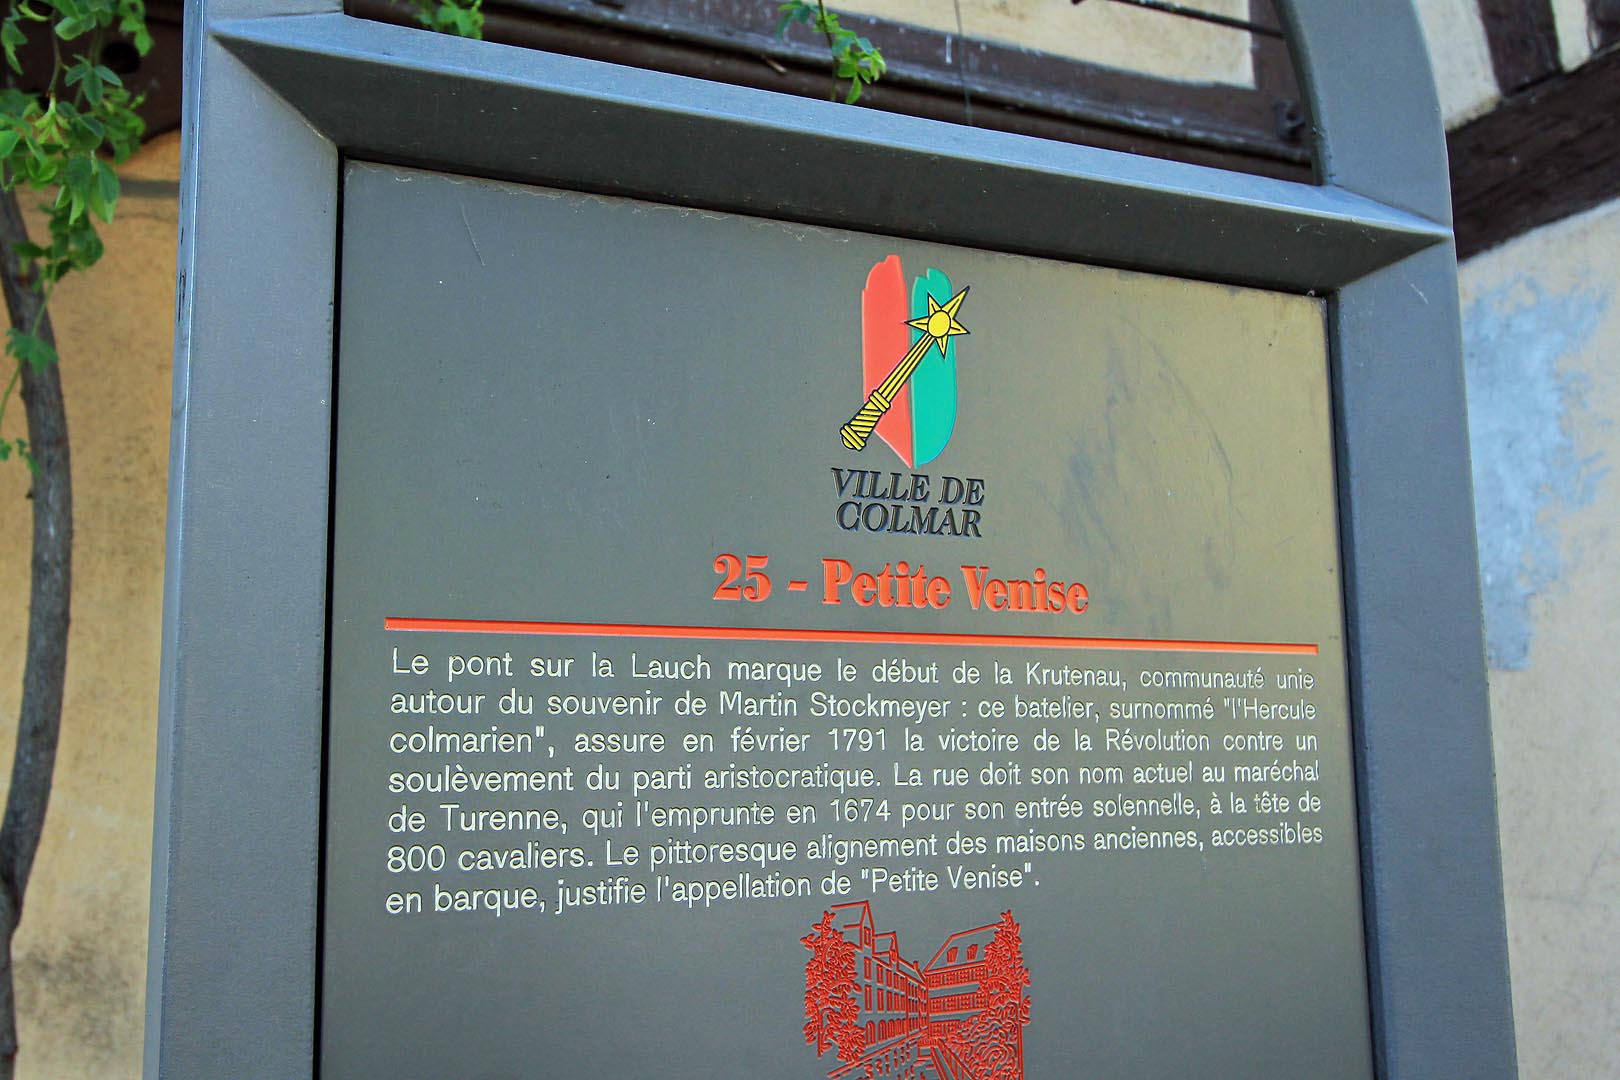 VILLE DE
COLMAR
25 - Petite Venise
Le pont sur la Lauch marque le début de la Krutenau, communauté unie
autour du souvenir de Martin Stockmeyer : ce batelier, surnommé "l'Hercule
colmarien", assure en février 1791 la victoire de la Révolution contre un
soulèvement du parti aristocratique. La rue doit son nom actuel au maréchal
de Turenne, qui l'emprunte en 1674 pour son entrée solennelle, à la tête de
800 cavaliers. Le pittoresque alignement des maisons anciennes, accessibles
en barque, justifie l'appellation de "Petite Venise".